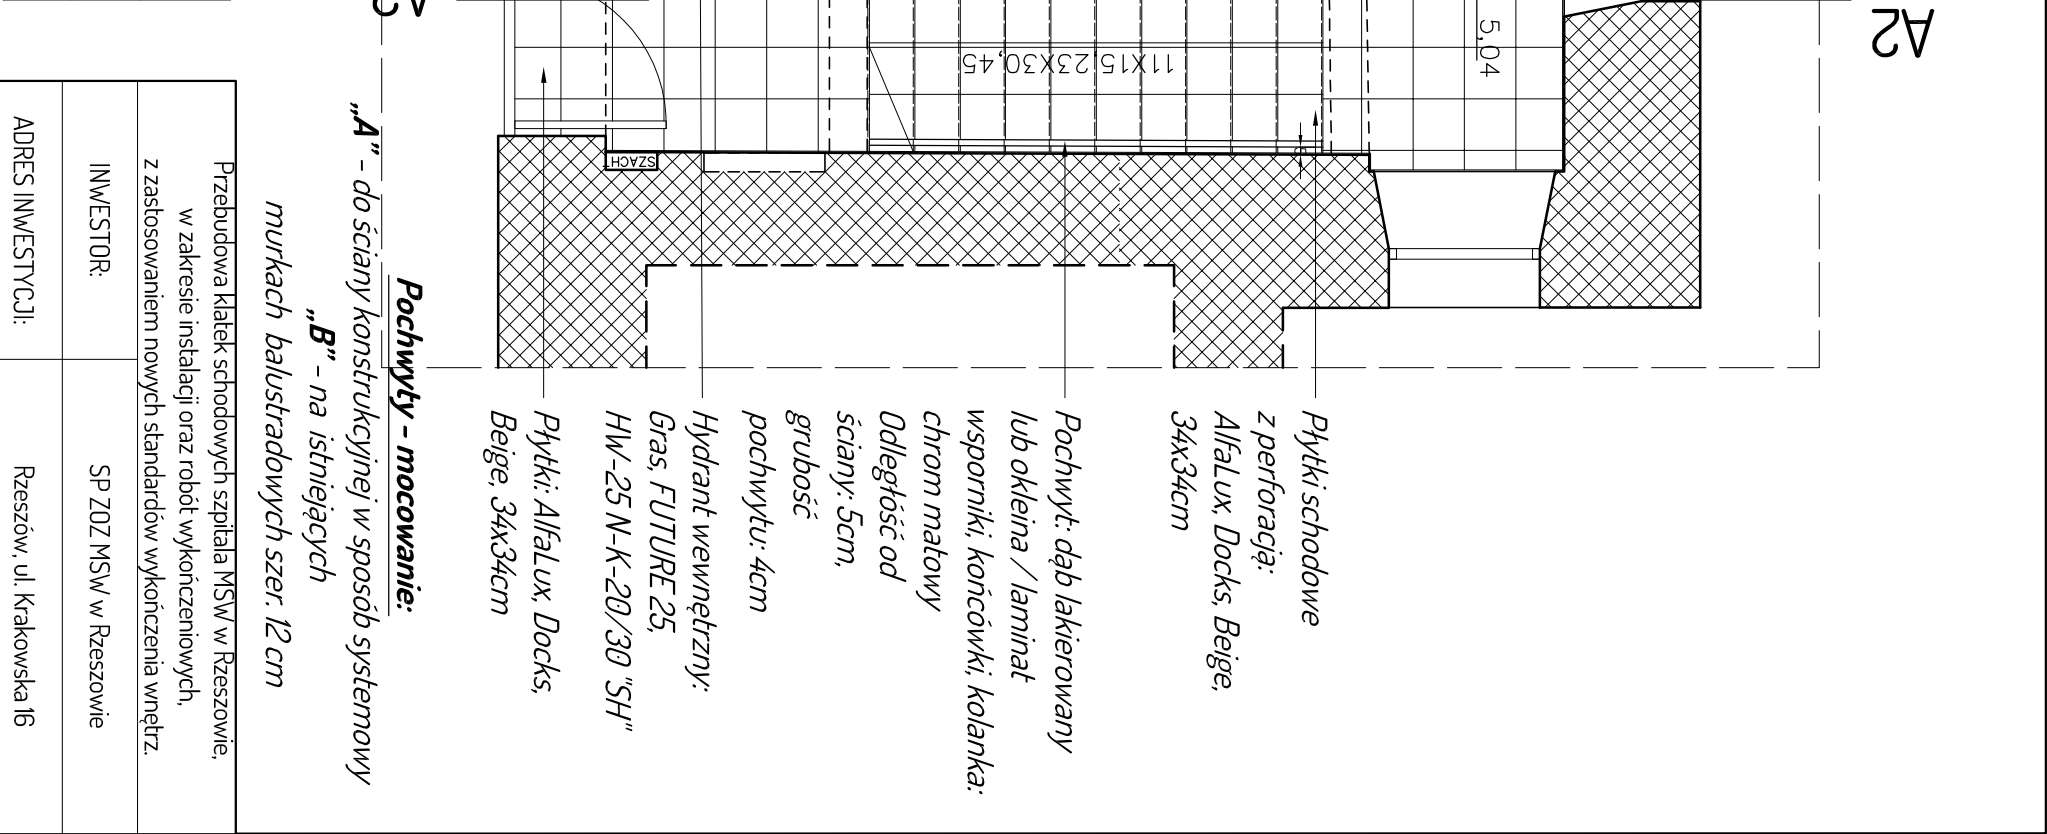 A2
A2
5,04
11X15,23X30,45
5
SZACHT
Płytki schodowe
z perforacją:
AlfaLux, Docks, Beige,
34x34cm
Pochwyt: dąb lakierowany
lub okleina / laminat
wsporniki, końcówki, kolanka:
chrom matowy
Odległość od
ściany: 5cm,
grubość
pochwytu: 4cm
Hydrant wewnętrzny:
Gras, FUTURE 25,
HW-25 N-K-20/30 "SH"
Płytki: AlfaLux, Docks,
Beige, 34x34cm
Pochwyty - mocowanie:
„A” - do ściany konstrukcyjnej w sposób systemowy
„B” - na istniejących
murkach balustradowych szer. 12 cm
Przebudowa klatek schodowych szpitala MSW w Rzeszowie,
w zakresie instalacji oraz robót wykończeniowych,
z zastosowaniem nowych standardów wykończenia wnętrz.
INWESTOR:
SP ZOZ MSW w Rzeszowie
ADRES INWESTYCJI:
Rzeszów, ul. Krakowska 16